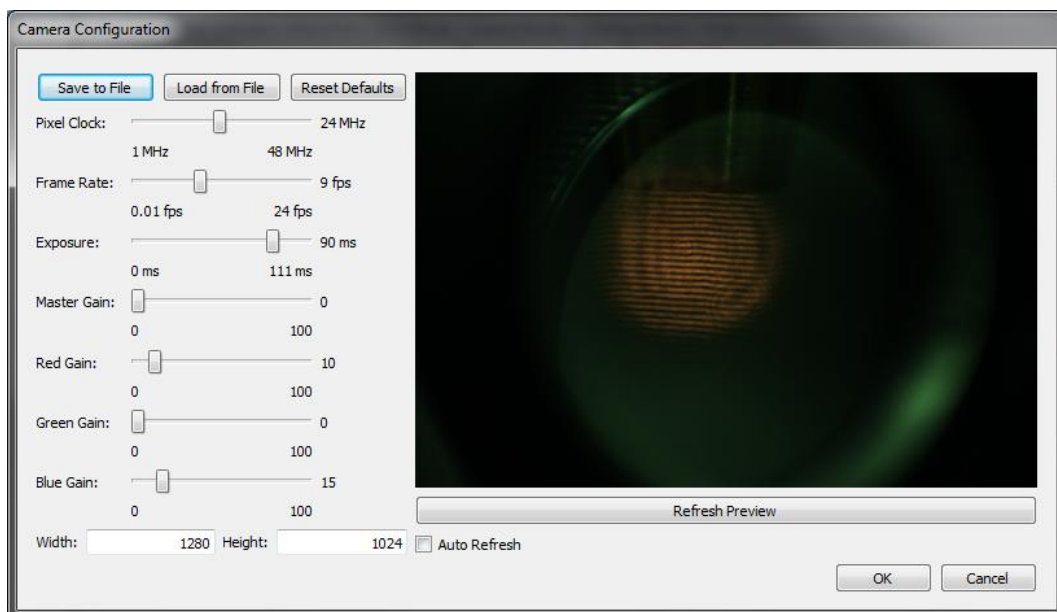 Camera Configuration
Save to File Load from File Reset Defaults
Pixel Clock: 24 MHz
1 MHz 48 MHz
Frame Rate: 9 fps
0.01 fps 24 fps
Exposure: 90 ms
0 ms 111 ms
Master Gain: 0
0 100
Red Gain: 10
0 100
Green Gain: 0
0 100
Blue Gain: 15
0 100
Width: 1280 Height: 1024
Refresh Preview
Auto Refresh
OK Cancel